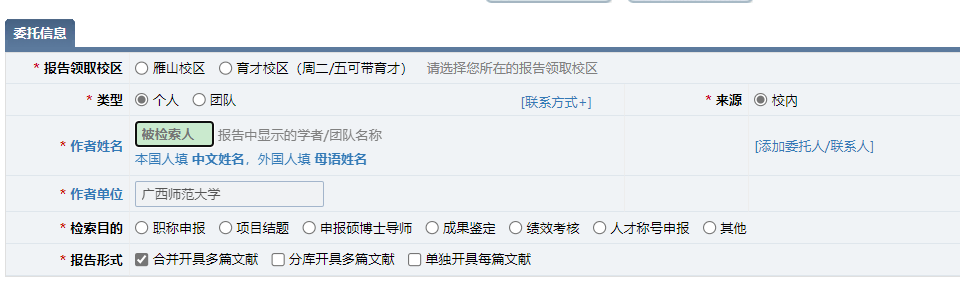 委托信息
* 报告领取校区 雁山校区 育才校区（周二/五可带育才） 请选择您所在的报告领取校区
* 类型 个人 团队 [联系方式+] * 来源 校内
* 作者姓名 被检索人 报告中显示的学者/团队名称 [添加委托人/联系人]
本国人填 中文姓名，外国人填 母语姓名
* 作者单位 广西师范大学
* 检索目的 职称申报 项目结题 申报硕博士导师 成果鉴定 绩效考核 人才称号申报 其他
* 报告形式 合并开具多篇文献 分库开具多篇文献 单独开具每篇文献